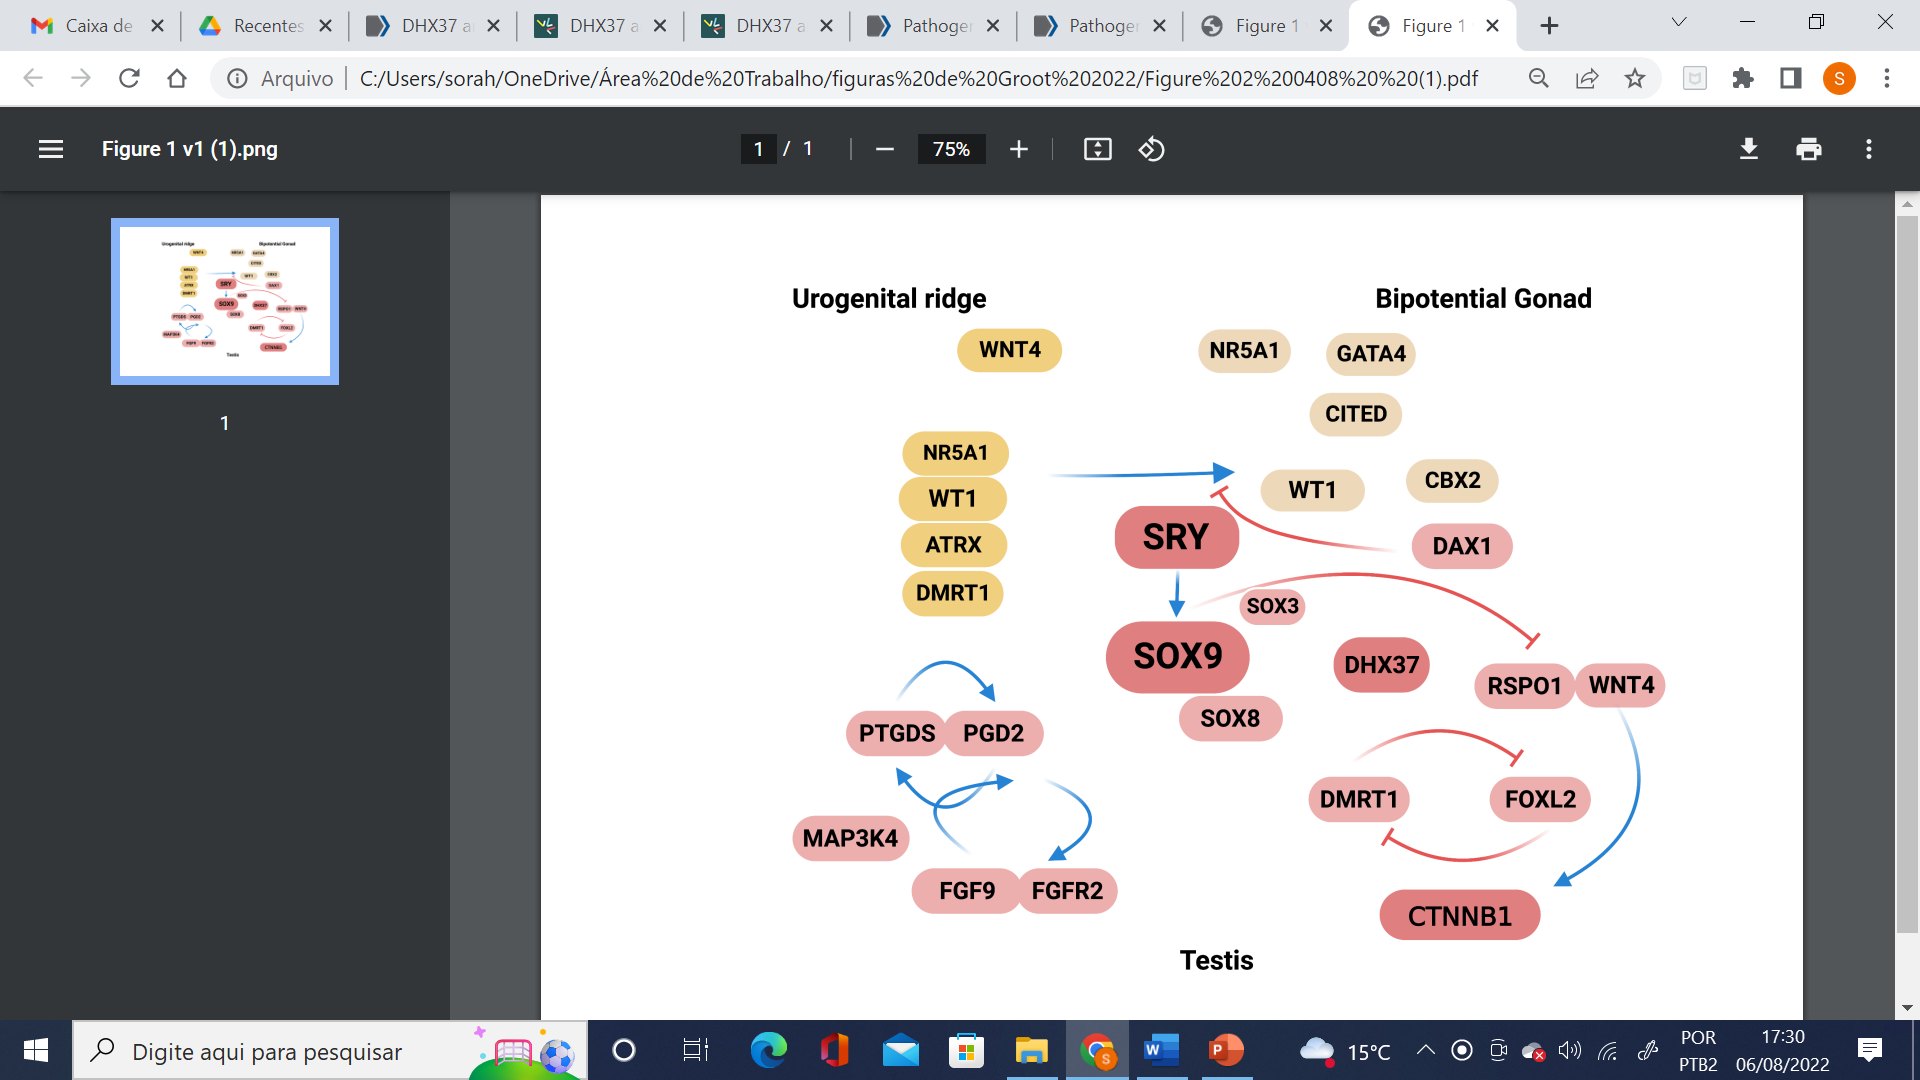 Caixa de
Recentes
DHX37 a
DHX37 a
DHX37 a
Pathoger
Pathoger
Figure 1
Figure 1
Arquivo
C:/Users/sorah/OneDrive/Área%20de%20Trabalho/figuras%20de%20Groot%202022/Figure%202%200408%20%20(1).pdf
S
Figure 1 v1 (1).png
1 / 1
75%
1
Urogenital ridge
Bipotential Gonad
WNT4
NR5A1
GATA4
CITED
NR5A1
WT1
ATRX
DMRT1
WT1
CBX2
SRY
DAX1
SOX3
SOX9
SOX8
DHX37
RSPO1
WNT4
PTGDS
PGD2
DMRT1
FOXL2
MAP3K4
FGF9
FGFR2
CTNNB1
Testis
Digite aqui para pesquisar
15°C
POR
PTB2
17:30
06/08/2022